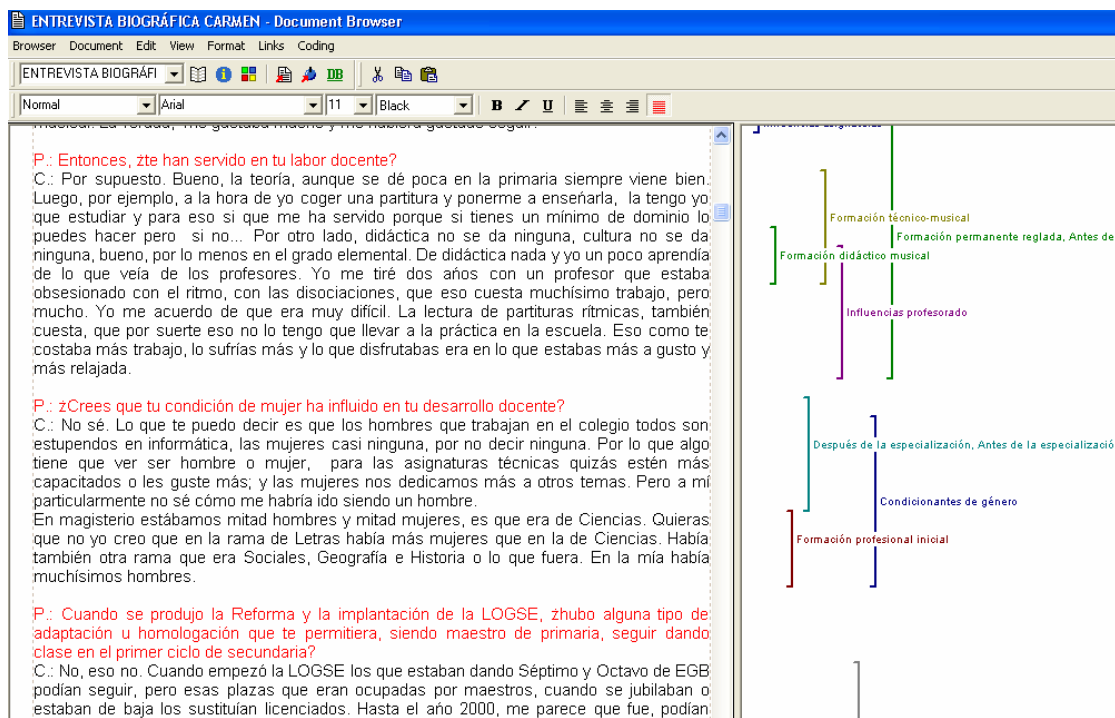 ENTREVISTA BIOGRÁFICA CARMEN - Document Browser
Browser Document Edit View Format Links Coding
ENTREVISTA BIOGRÁFI
DB
Normal Arial 11 Black B I U
P.: Entonces, żte han servido en tu labor docente?
C.: Por supuesto. Bueno, la teoría, aunque se dé poca en la primaria siempre viene bien.
Luego, por ejemplo, a la hora de yo coger una partitura y ponerme a enseńarla, la tengo yo
que estudiar y para eso si que me ha servido porque si tienes un mínimo de dominio lo
puedes hacer pero si no... Por otro lado, didáctica no se da ninguna, cultura no se da
ninguna, bueno, por lo menos en el grado elemental. De didáctica nada y yo un poco aprendía
de lo que veía de los profesores. Yo me tiré dos ańos con un profesor que estaba
obsesionado con el ritmo, con las disociaciones, que eso cuesta muchísimo trabajo, pero
mucho. Yo me acuerdo de que era muy difícil. La lectura de partituras rítmicas, también
cuesta, que por suerte eso no lo tengo que llevar a la práctica en la escuela. Eso como te
costaba más trabajo, lo sufrías más y lo que disfrutabas era en lo que estabas más a gusto y
más relajada.
P.: żCrees que tu condición de mujer ha influido en tu desarrollo docente?
C.: No sé. Lo que te puedo decir es que los hombres que trabajan en el colegio todos son
estupendos en informática, las mujeres casi ninguna, por no decir ninguna. Por lo que algo
tiene que ver ser hombre o mujer, para las asignaturas técnicas quizás estén más
capacitados o les guste más; y las mujeres nos dedicamos más a otros temas. Pero a mí
particularmente no sé cómo me habría ido siendo un hombre.
En magisterio estábamos mitad hombres y mitad mujeres, es que era de Ciencias. Quieras
que no yo creo que en la rama de Letras había más mujeres que en la de Ciencias. Había
también otra rama que era Sociales, Geografía e Historia o lo que fuera. En la mía había
muchísimos hombres.
P.: Cuando se produjo la Reforma y la implantación de la LOGSE, żhubo alguna tipo de
adaptación u homologación que te permitiera, siendo maestro de primaria, seguir dando
clase en el primer ciclo de secundaria?
C.: No, eso no. Cuando empezó la LOGSE los que estaban dando Séptimo y Octavo de EGB
podían seguir, pero esas plazas que eran ocupadas por maestros, cuando se jubilaban o
estaban de baja los sustituían licenciados. Hasta el ańo 2000, me parece que fue, podían
Formación técnico-musical
Formación permanente reglada, Antes de
Formación didáctico musical
Influencias profesorado
Después de la especialización, Antes de la especializació
Condicionantes de género
Formación profesional inicial